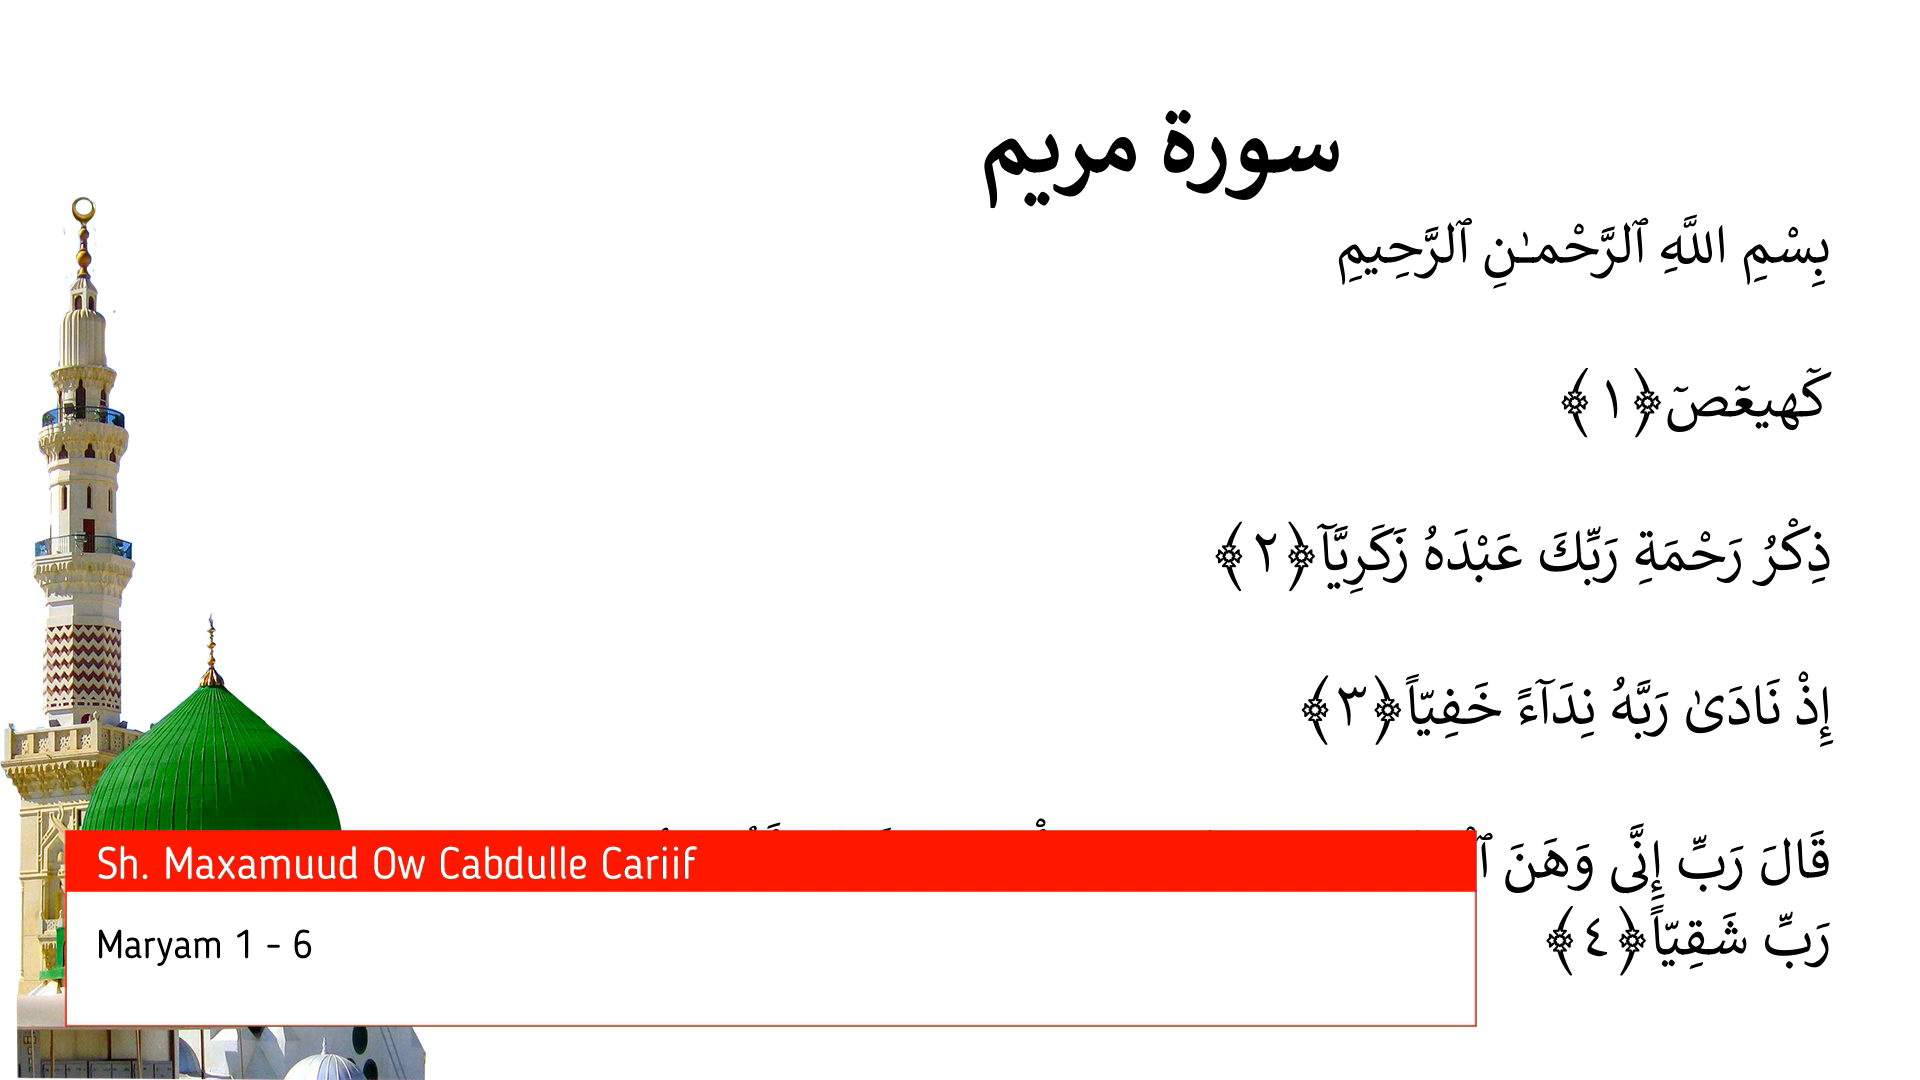 سورة مريم
بِسْمِ اللَّهِ ٱلرَّحْمـٰنِ ٱلرَّحِيمِ
كۤهيعۤصۤ ﴿١﴾
ذِكْرُ رَحْمَةِ رَبِّكَ عَبْدَهُ زَكَرِيَّآ ﴿٢﴾
إِذْ نَادَىٰ رَبَّهُ نِدَآءً خَفِيّاً ﴿٣﴾
قَالَ رَبِّ إِنَّى وَهَنَ
رَبِّ شَقِيّاً ﴿٤﴾
Sh. Maxamuud Ow Cabdulle Cariif
Maryam 1 - 6